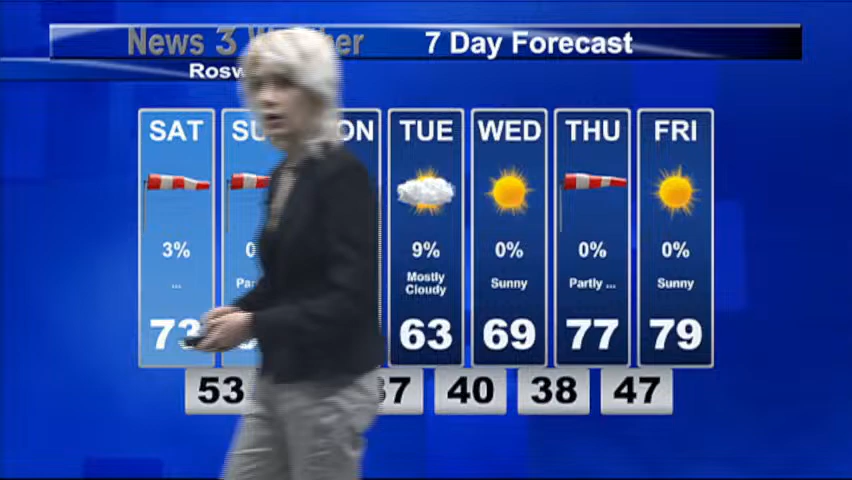 News 3 Weather
7 Day Forecast
SAT TUE WED THU FRI
3% 9% 0% 0% 0%
... Mostly Cloudy Sunny Partly ... Sunny
73 63 69 77 79
53 40 38 47